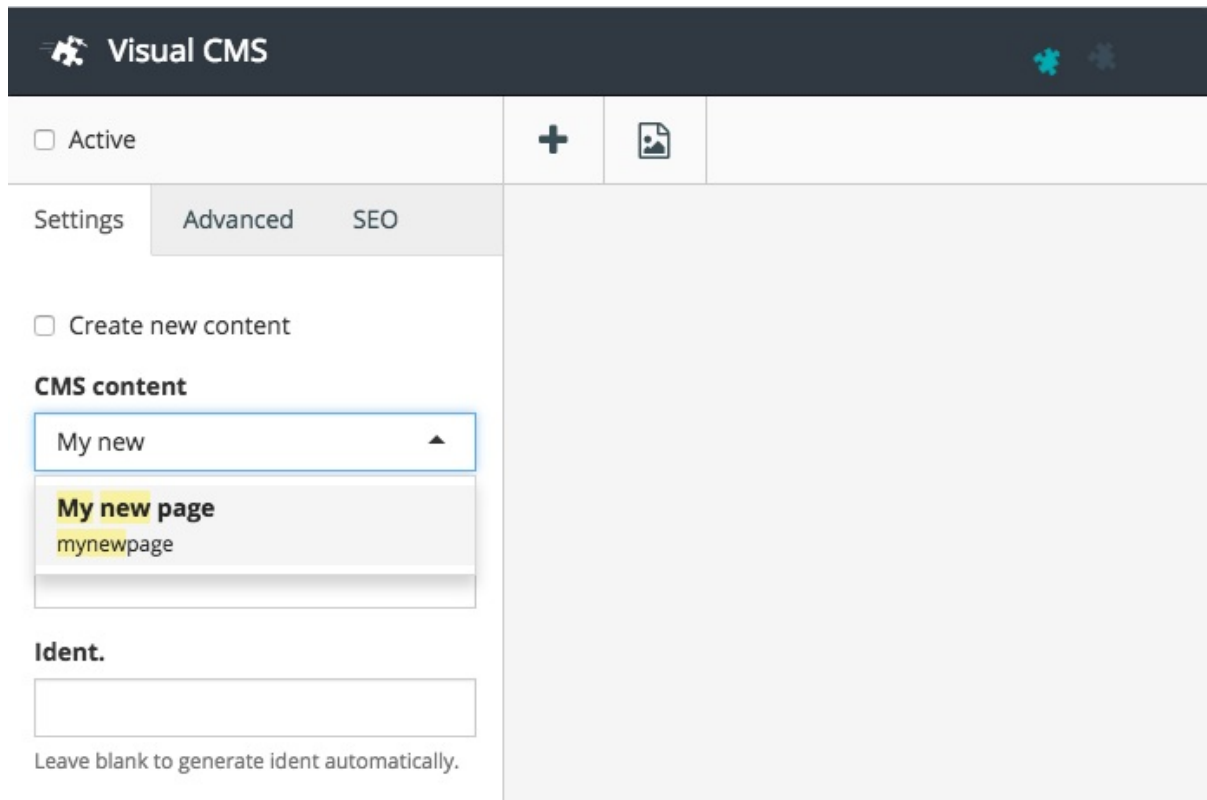 Visual CMS
Active
Settings Advanced SEO
Create new content
CMS content
My new
My new page
mynewpage
Ident.
Leave blank to generate ident automatically.